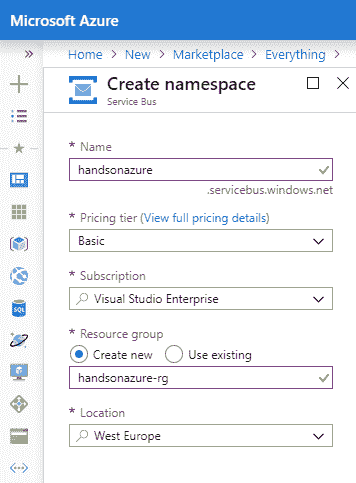 Microsoft Azure
Home > New > Marketplace > Everything >
Create namespace
Service Bus
* Name
handsonazure
.servicebus.windows.net
* Pricing tier (View full pricing details)
Basic
* Subscription
Visual Studio Enterprise
* Resource group
Create new Use existing
handsonazure-rg
* Location
West Europe